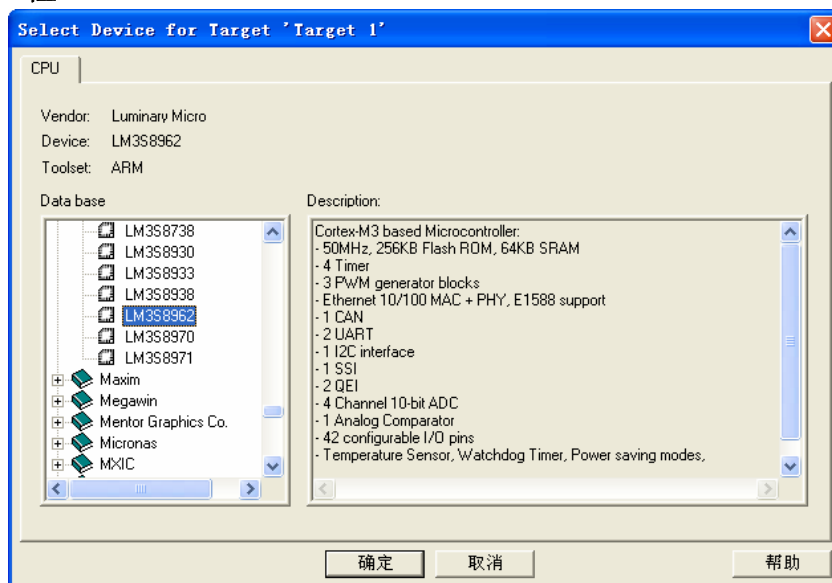 Select Device for Target 'Target 1'
CPU
Vendor: Luminary Micro
Device: LM3S8962
Toolset: ARM
Data base
Description:
LM3S8738
LM3S8930
LM3S8933
LM3S8938
LM3S8962
LM3S8970
LM3S8971
Maxim
Megawin
Mentor Graphics Co.
Micronas
MXIC
Cortex-M3 based Microcontroller:
- 50MHz, 256KB Flash ROM, 64KB SRAM
- 4 Timer
- 3 PWM generator blocks
- Ethernet 10/100 MAC + PHY, E1588 support
- 1 CAN
- 2 UART
- 1 I2C interface
- 1 SSI
- 2 QEI
- 4 Channel 10-bit ADC
- 1 Analog Comparator
- 42 configurable I/O pins
- Temperature Sensor, Watchdog Timer, Power saving modes,
确定
取消
帮助